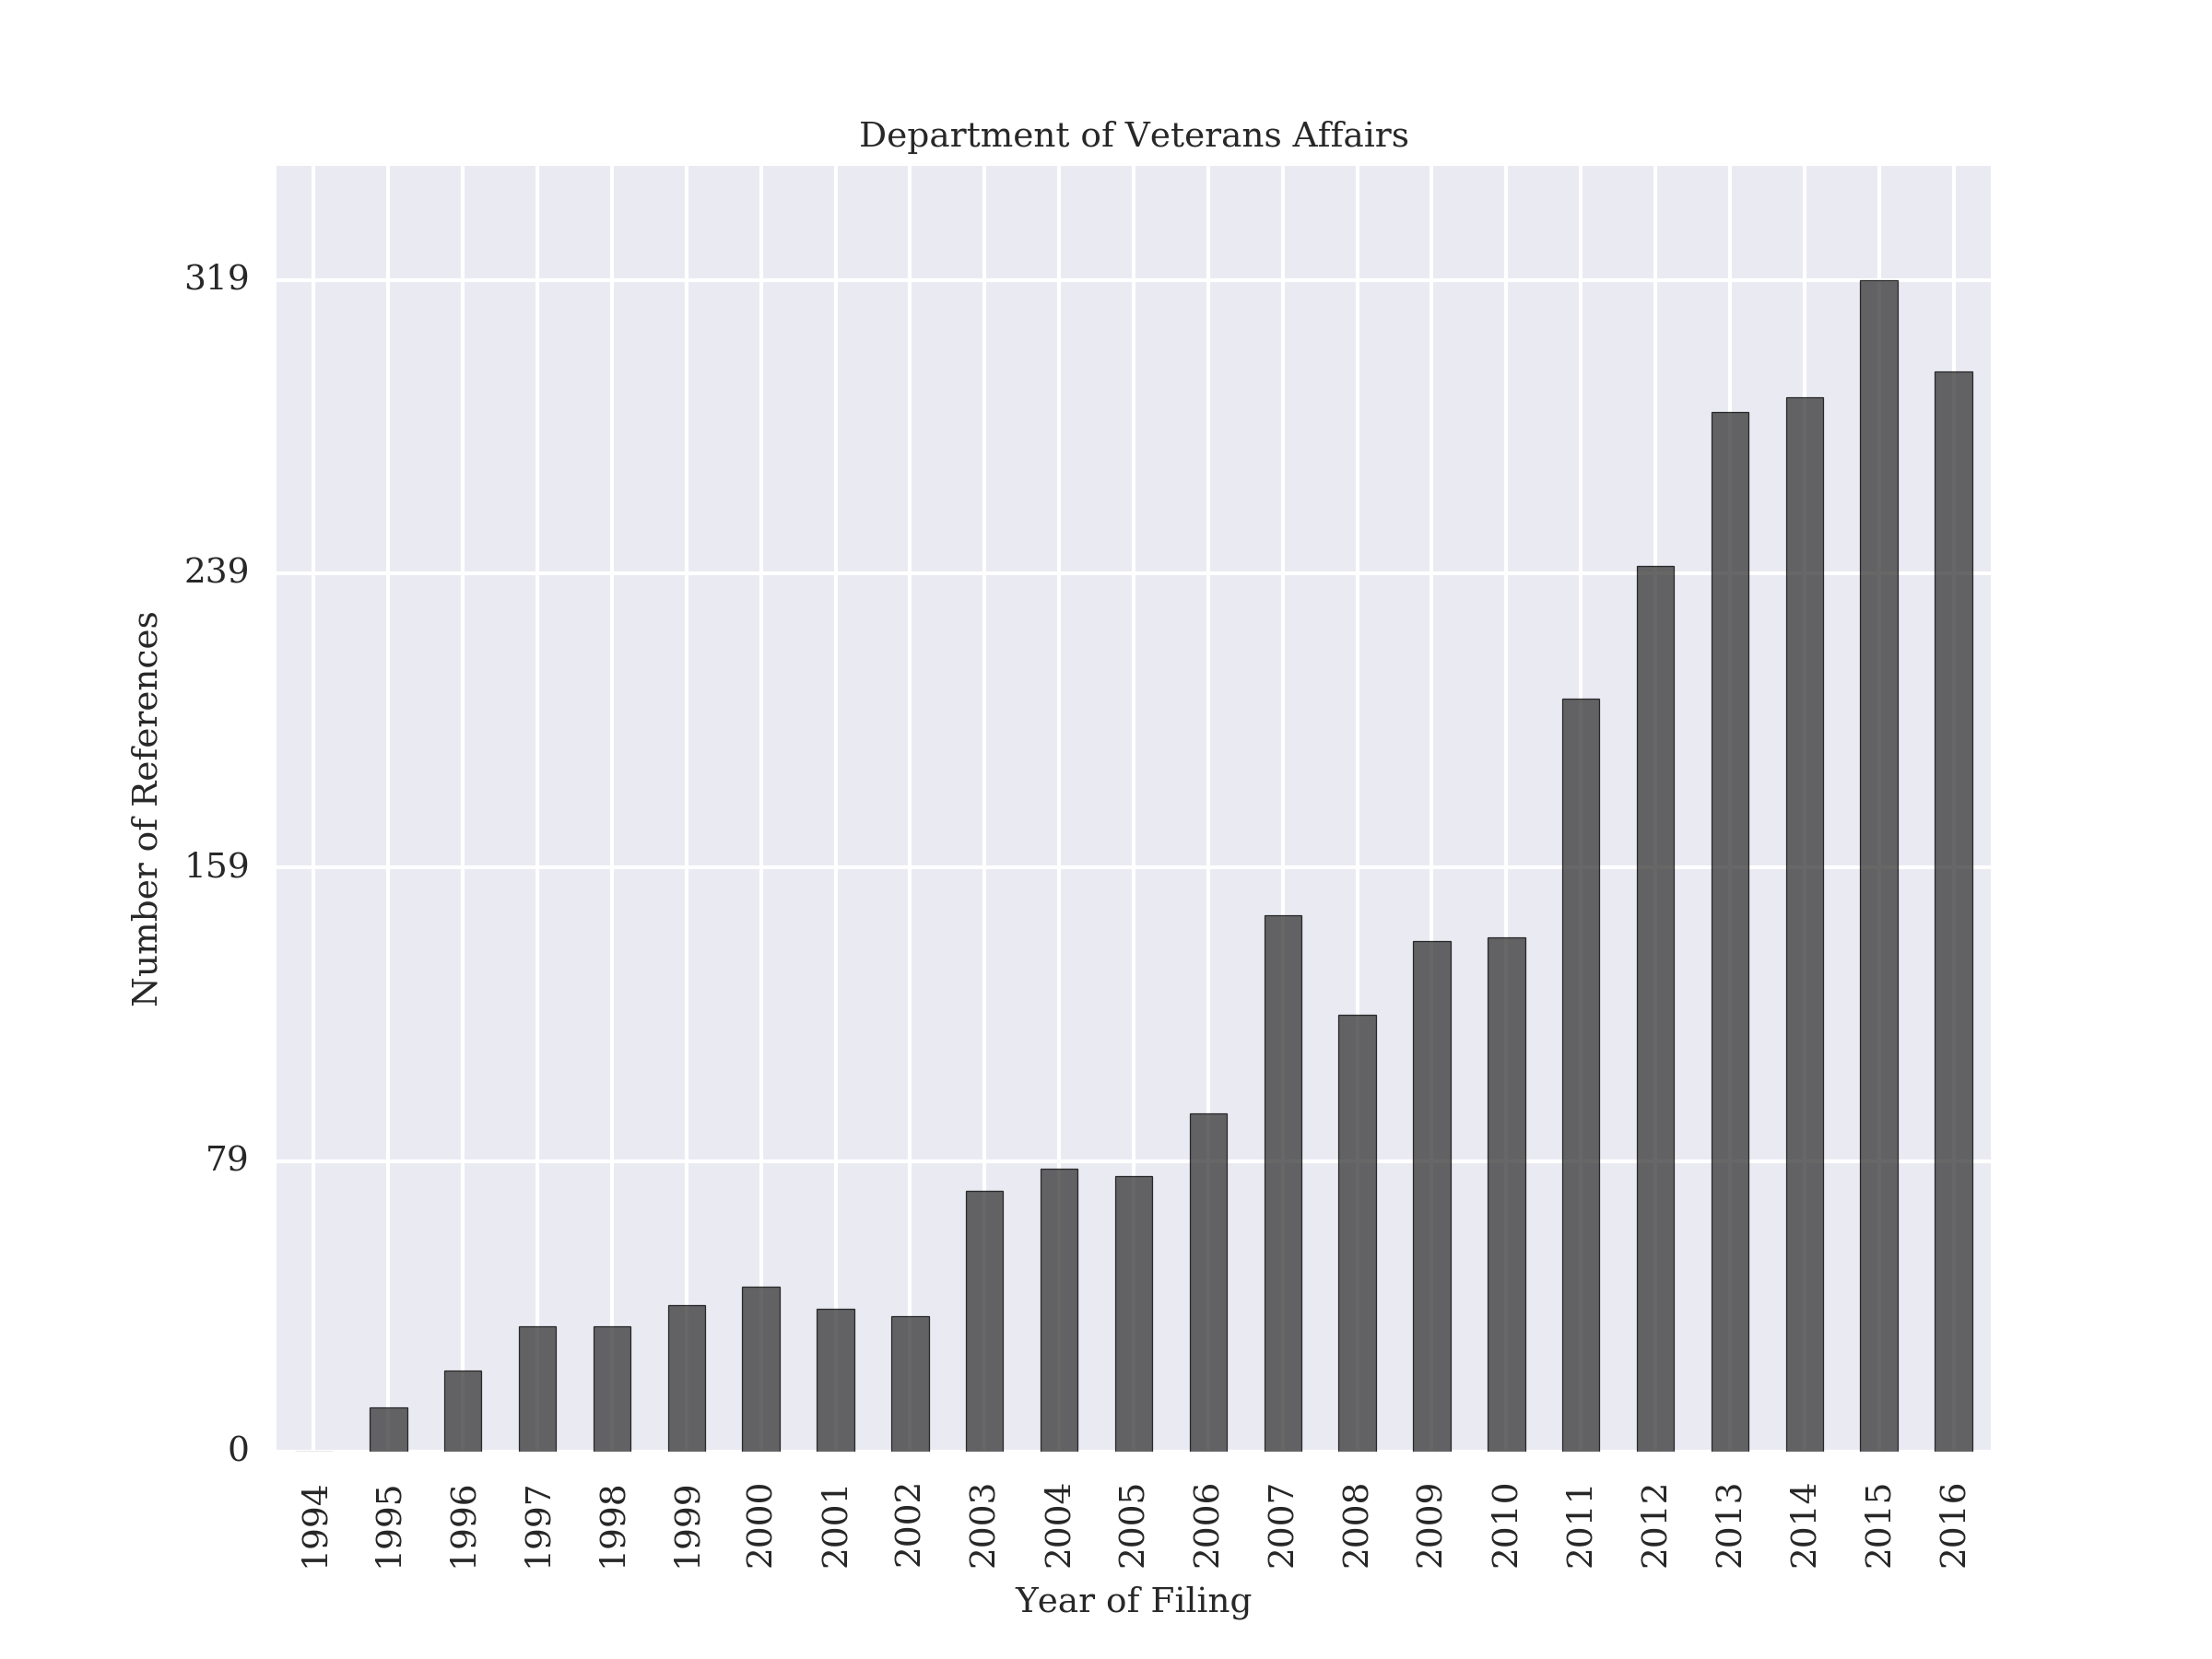 Department of Veterans Affairs
319
239
159
79
0
Number of References
1994 1995 1996 1997 1998 1999 2000 2001 2002 2003 2004 2005 2006 2007 2008 2009 2010 2011 2012 2013 2014 2015 2016
Year of Filing